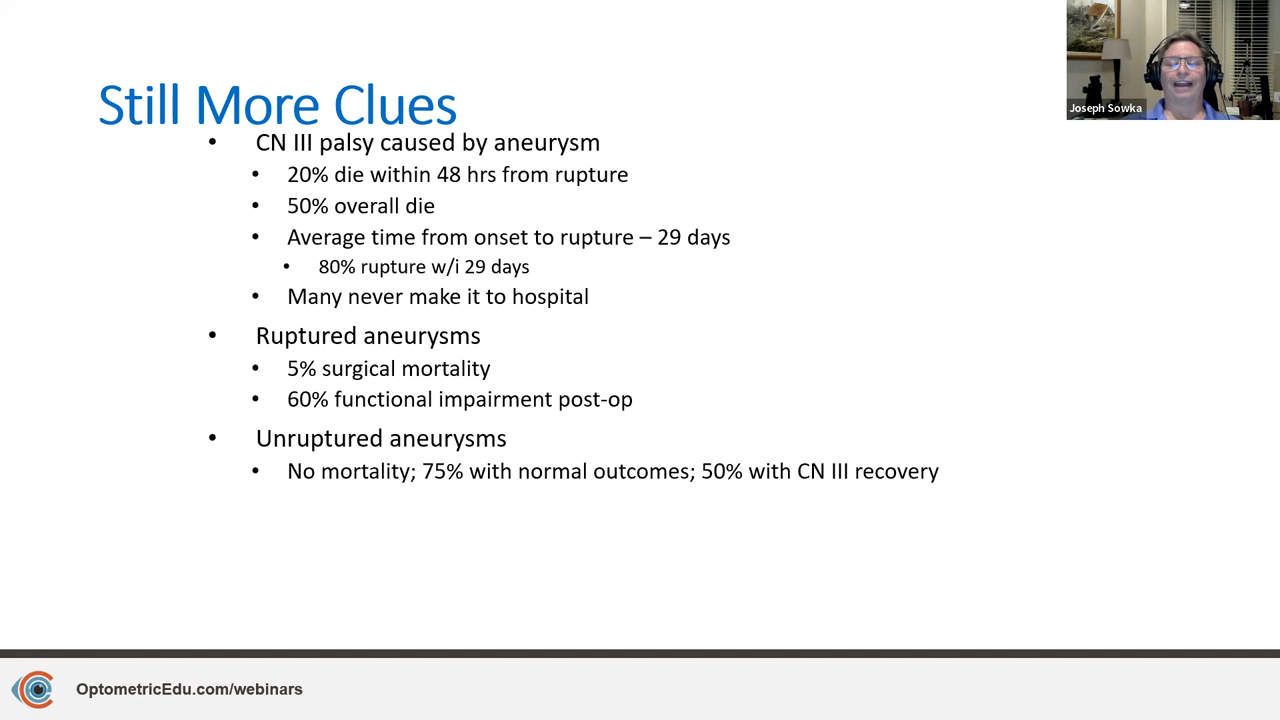 Joseph Sowka
Still More Clues
• CN III palsy caused by aneurysm
• 20% die within 48 hrs from rupture
• 50% overall die
• Average time from onset to rupture – 29 days
• 80% rupture w/i 29 days
• Many never make it to hospital
• Ruptured aneurysms
• 5% surgical mortality
• 60% functional impairment post-op
• Unruptured aneurysms
• No mortality; 75% with normal outcomes; 50% with CN III recovery
OptometricEdu.com/webinars